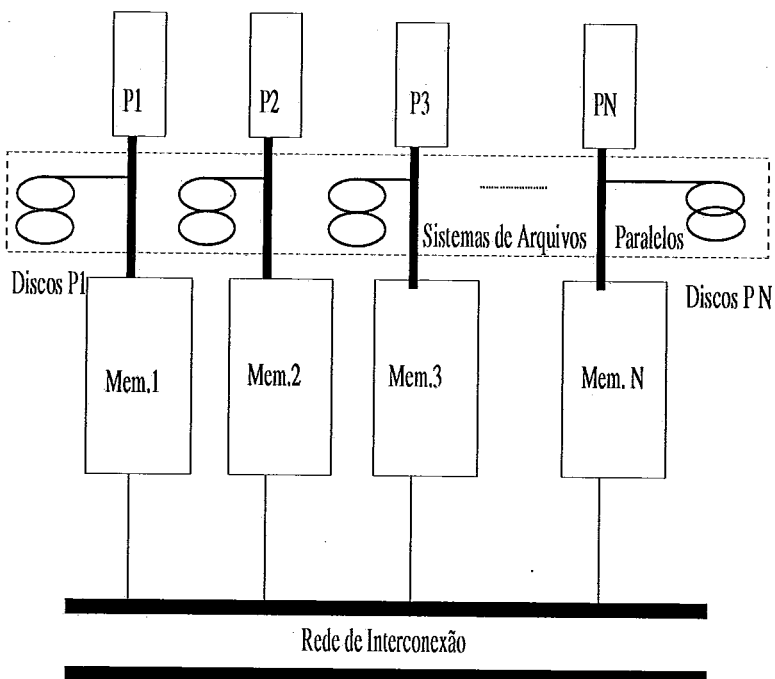 P1
P2
P3
PN
Sistemas de Arquivos
Paralelos
Discos P1
Discos P N
Mem.1
Mem.2
Mem.3
Mem. N
Rede de Interconexão